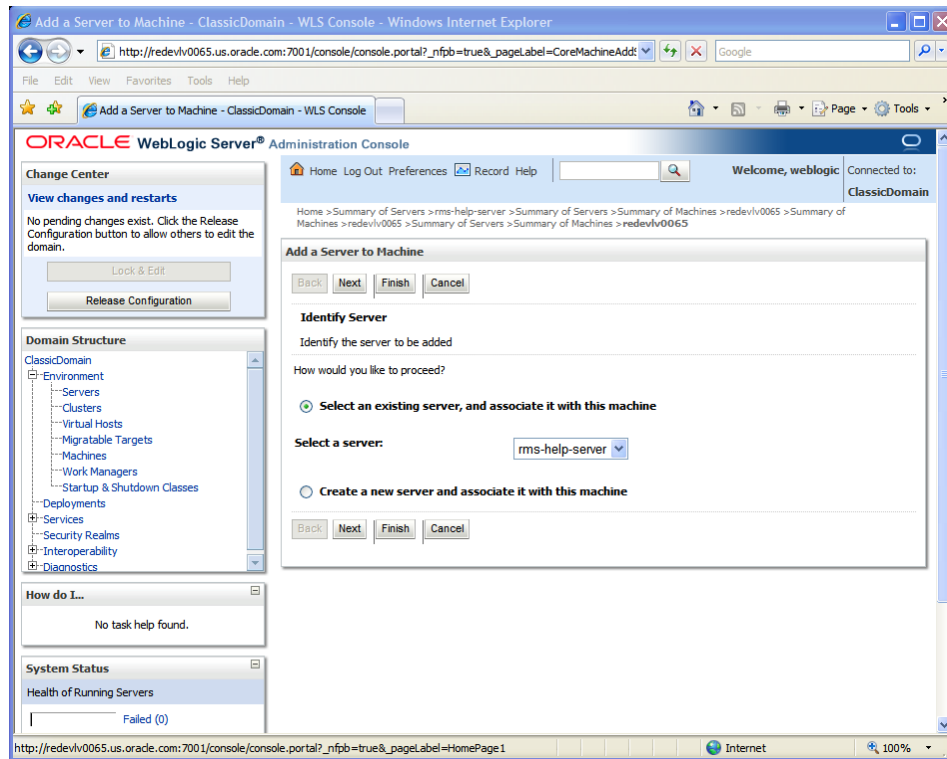 Add a Server to Machine - ClassicDomain - WLS Console - Windows Internet Explorer
http://redevlv0065.us.oracle.com:7001/console/console.portal?_nfpb=true&_pageLabel=CoreMachineAddS
Google
File Edit View Favorites Tools Help
Add a Server to Machine - ClassicDomain - WLS Console
Page Tools
ORACLE WebLogic Server® Administration Console
Change Center
View changes and restarts
No pending changes exist. Click the Release
Configuration button to allow others to edit the
domain.
Lock & Edit
Release Configuration
Domain Structure
ClassicDomain
Environment
Servers
Clusters
Virtual Hosts
Migratable Targets
Machines
Work Managers
Startup & Shutdown Classes
Deployments
Services
Security Realms
Interoperability
Diagnostics
How do I...
No task help found.
System Status
Health of Running Servers
Failed (0)
Home Log Out Preferences Record Help
Welcome, weblogic
Connected to:
ClassicDomain
Home >Summary of Servers >rms-help-server >Summary of Servers >Summary of Machines >redevlv0065 >Summary of
Machines >redevlv0065 >Summary of Servers >Summary of Machines >redevlv0065
Add a Server to Machine
Back Next Finish Cancel
Identify Server
Identify the server to be added
How would you like to proceed?
Select an existing server, and associate it with this machine
Select a server: rms-help-server
Create a new server and associate it with this machine
Back Next Finish Cancel
http://redevlv0065.us.oracle.com:7001/console/console.portal?_nfpb=true&_pageLabel=HomePage1
Internet
100%